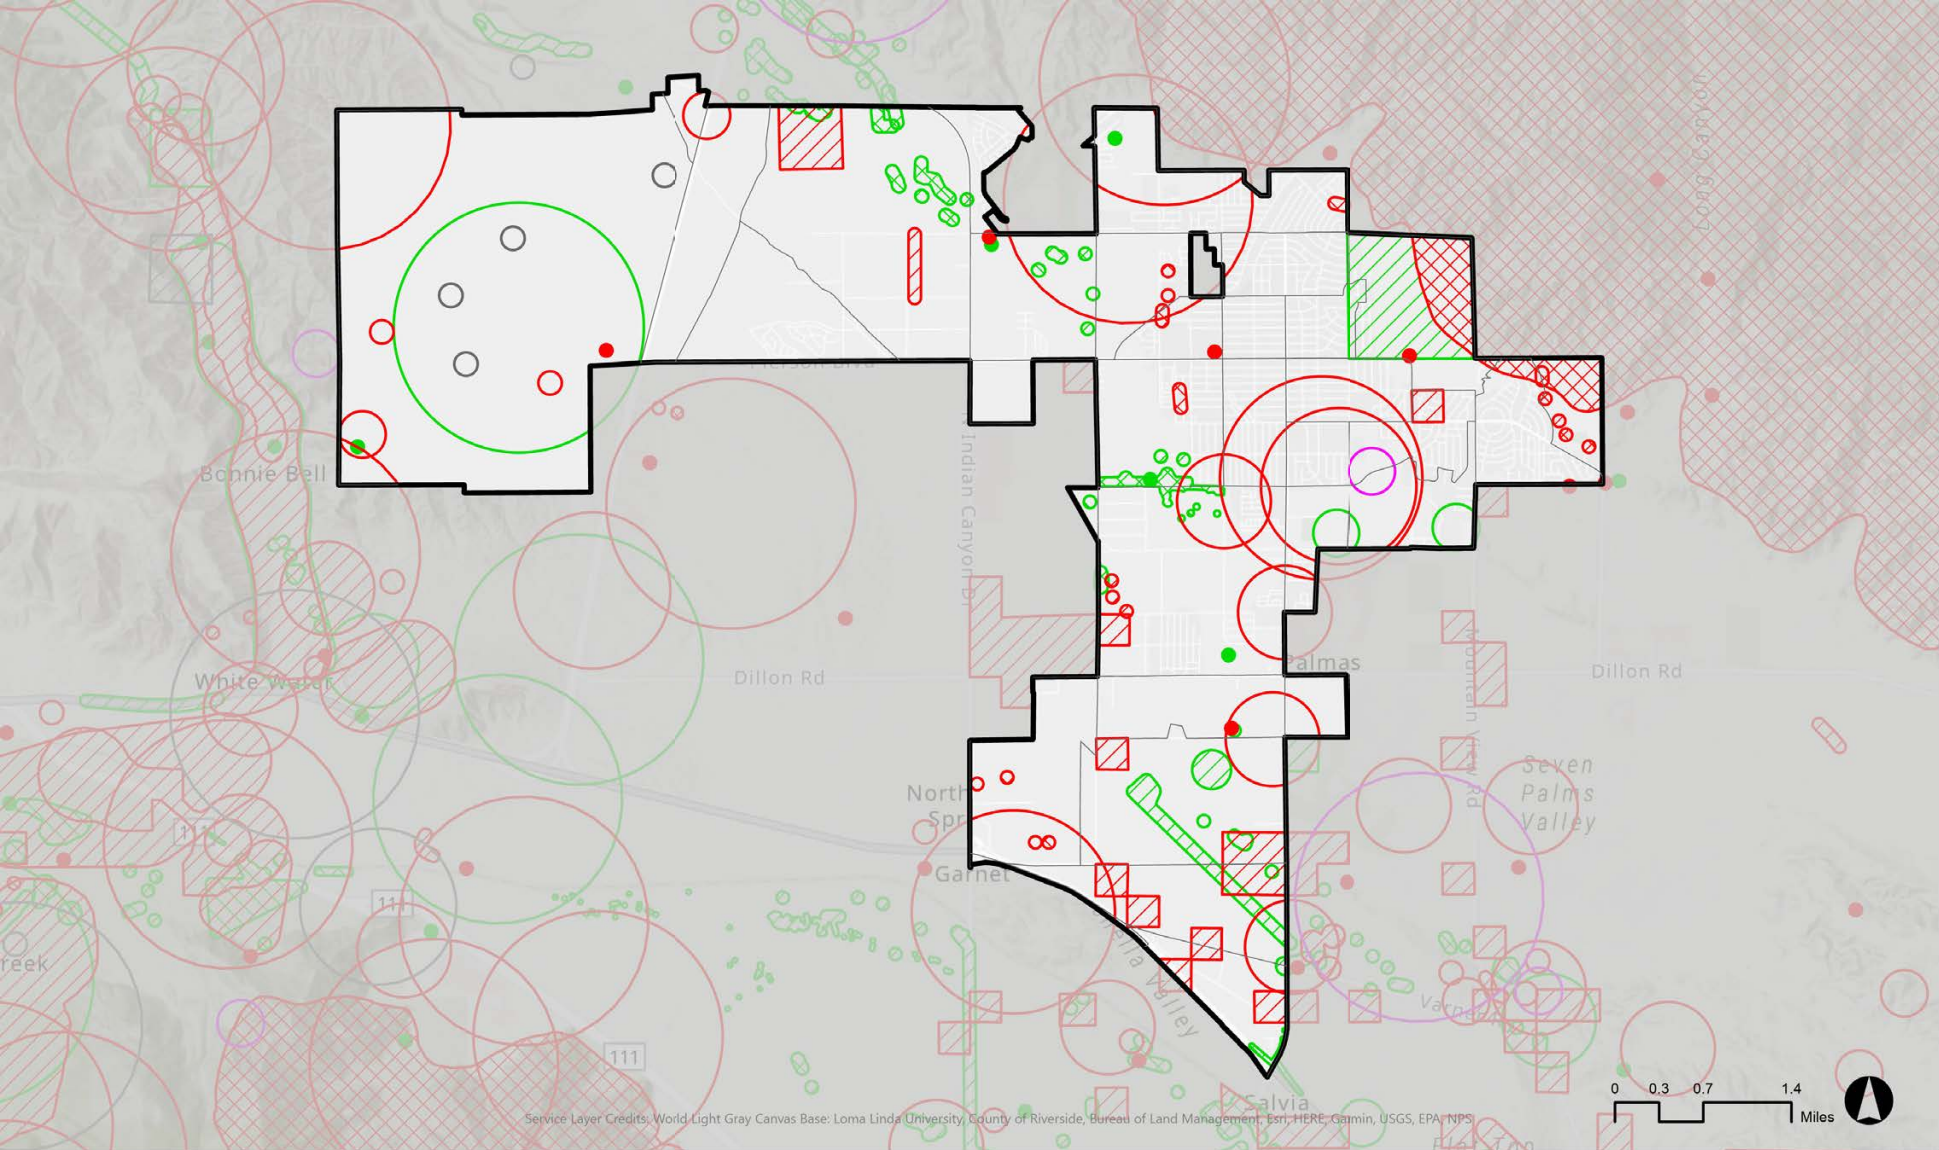 Long Canyon
Pierson Blvd
Bonnie Bell
N Indian Canyon Dr
White Water
Dillon Rd
Palmas
Dillon Rd
Mountain View Rd
Seven
Palms
Valley
North
Spr
111
Garnet
111
reek
Valley
Varner
111
Salvia
Flat Top
0 0.3 0.7 1.4
Miles
Service Layer Credits: World Light Gray Canvas Base: Loma Linda University, County of Riverside, Bureau of Land Management, Esri, HERE, Garmin, USGS, EPA, NPS